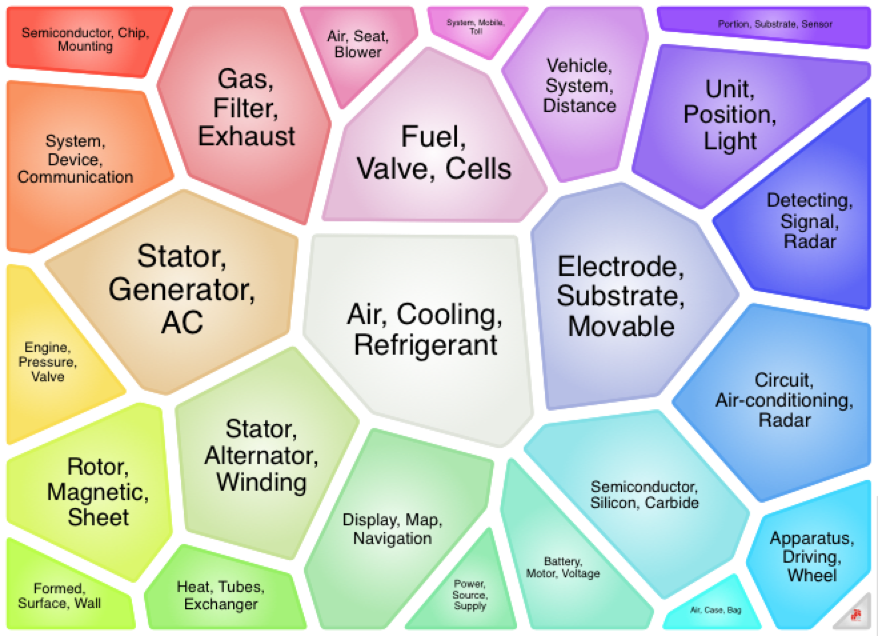 Semiconductor, Chip,
Mounting
Gas,
Filter,
Exhaust
Air, Seat,
Blower
System, Mobile,
Toll
Vehicle,
System,
Distance
Portion, Substrate, Sensor
Unit,
Position,
Light
System,
Device,
Communication
Fuel,
Valve, Cells
Detecting,
Signal,
Radar
Stator,
Generator,
AC
Air, Cooling,
Refrigerant
Electrode,
Substrate,
Movable
Engine,
Pressure,
Valve
Circuit,
Air-conditioning,
Radar
Stator,
Alternator,
Winding
Rotor,
Magnetic,
Sheet
Display, Map,
Navigation
Semiconductor,
Silicon, Carbide
Apparatus,
Driving,
Wheel
Formed,
Surface, Wall
Heat, Tubes,
Exchanger
Power,
Source,
Supply
Battery,
Motor, Voltage
Air, Case, Bag